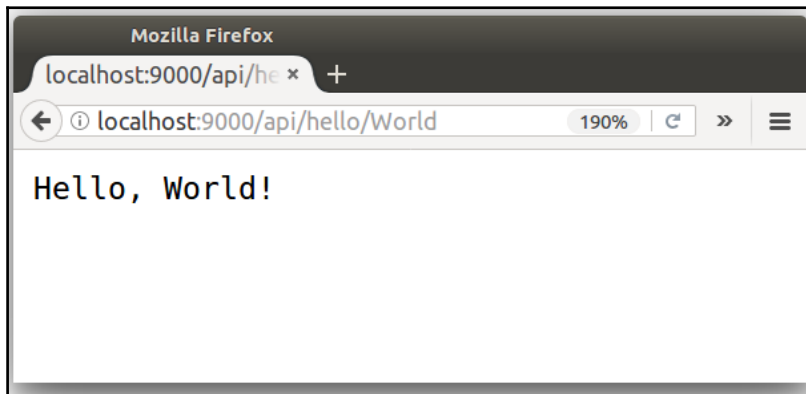 Mozilla Firefox
localhost:9000/api/he × +
localhost:9000/api/hello/World 190%
Hello, World!